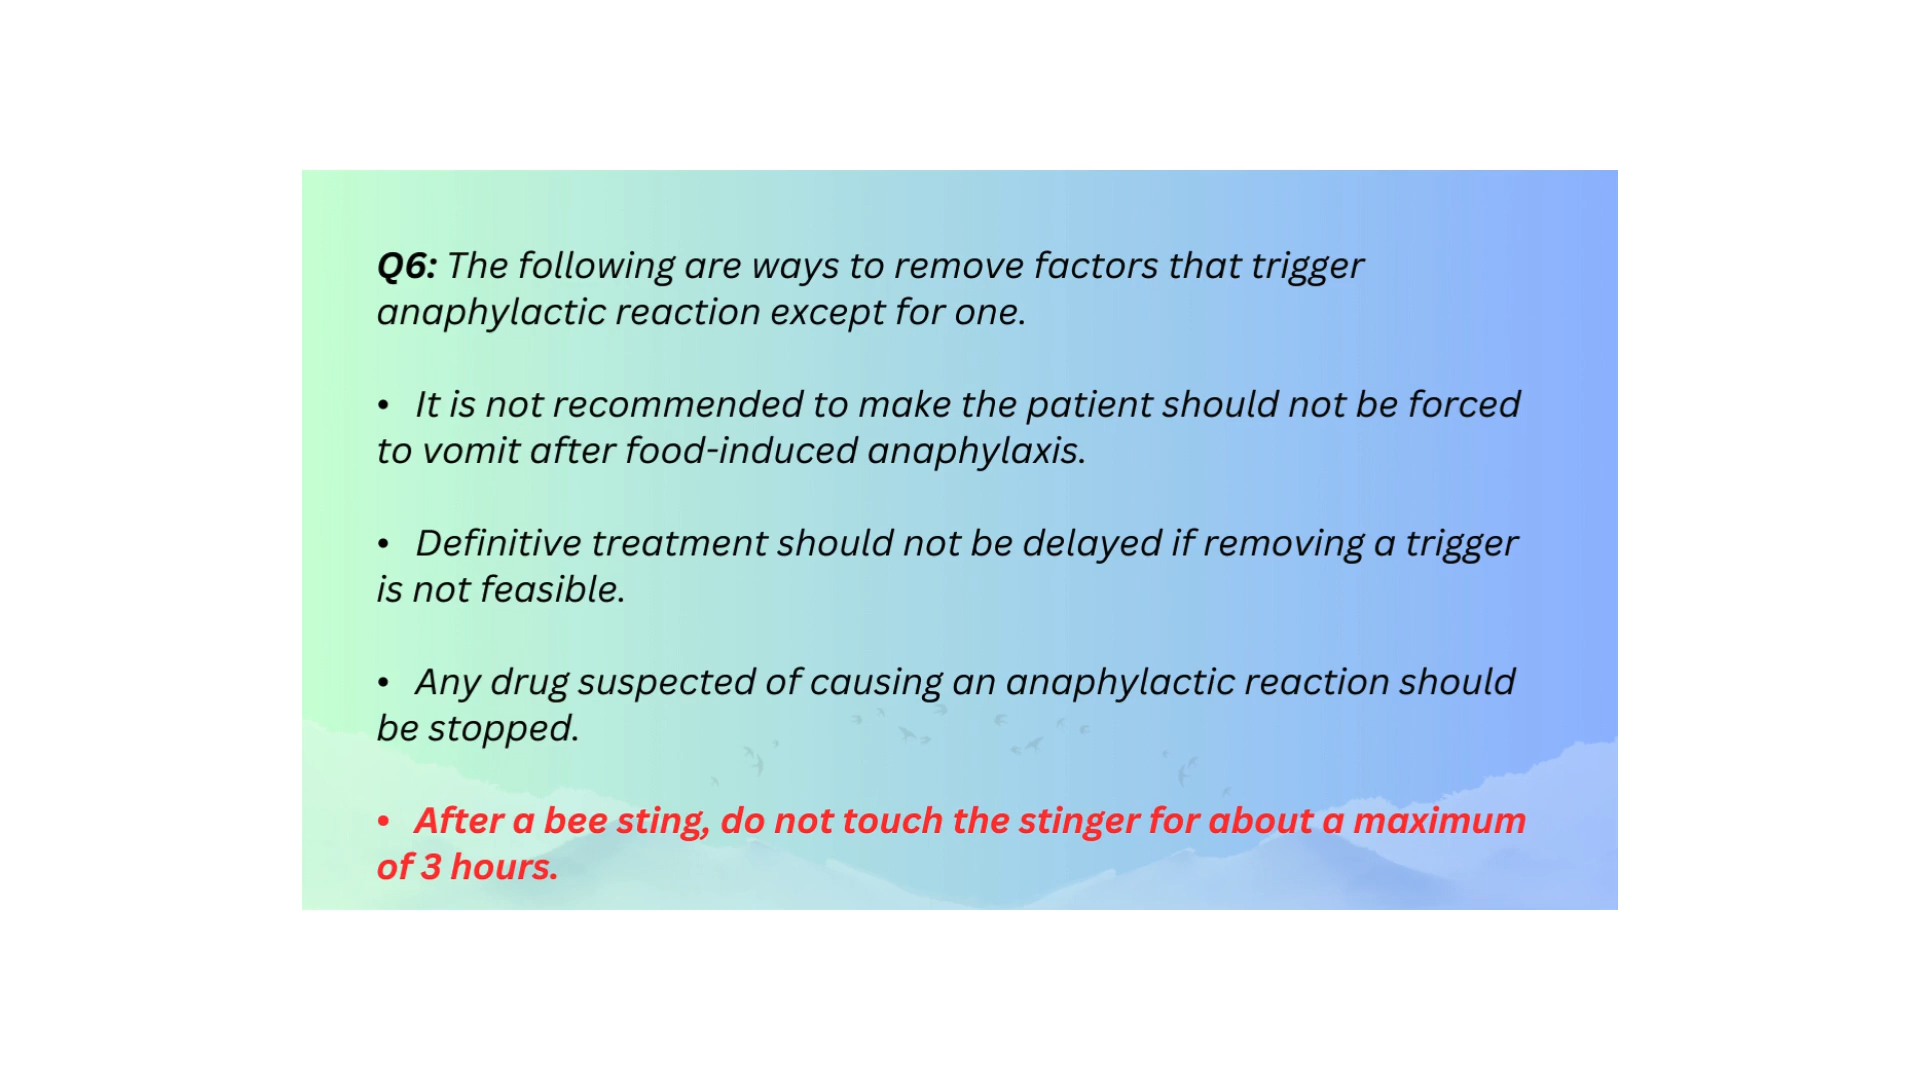 Q6: The following are ways to remove factors that trigger
anaphylactic reaction except for one.
• It is not recommended to make the patient should not be forced
to vomit after food-induced anaphylaxis.
• Definitive treatment should not be delayed if removing a trigger
is not feasible.
• Any drug suspected of causing an anaphylactic reaction should
be stopped.
• After a bee sting, do not touch the stinger for about a maximum
of 3 hours.